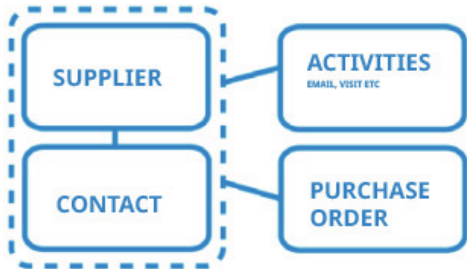 SUPPLIER
CONTACT
ACTIVITIES
EMAIL, VISIT ETC
PURCHASE
ORDER